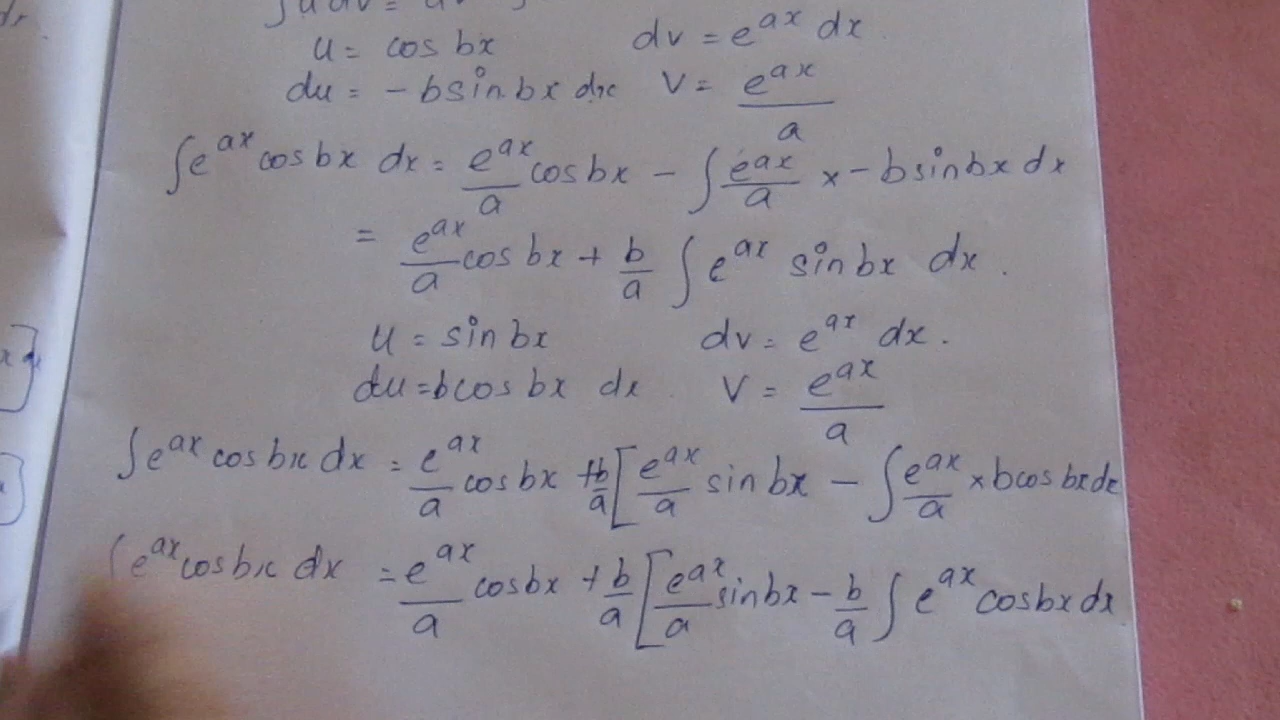 ∫u dv =
u = cos bx dv = e^{ax} dx
du = -b sin bx dx v = e^{ax}/a
∫e^{ax} cos bx dx = e^{ax}/a cos bx - ∫ e^{ax}/a × -b sin bx dx
= e^{ax}/a cos bx + b/a ∫ e^{ax} sin bx dx.
u = sin bx dv = e^{ax} dx.
du = b cos bx dx v = e^{ax}/a
∫e^{ax} cos bx dx = e^{ax}/a cos bx + b/a [ e^{ax}/a sin bx - ∫ e^{ax}/a × b cos bx dx
∫e^{ax} cos bx dx = e^{ax}/a cos bx + b/a [ e^{ax}/a sin bx - b/a ∫ e^{ax} cos bx dx